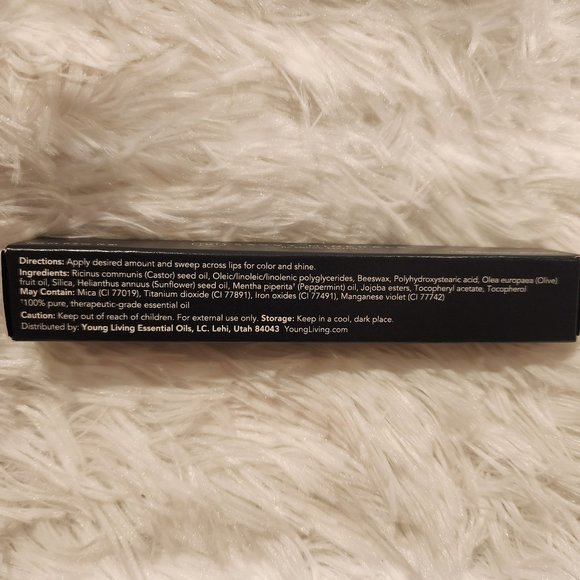 Directions: Apply desired amount and sweep across lips for color and shine.
Ingredients: Ricinus communis (Castor) seed oil, Oleic/linoleic/linolenic polyglycerides, Beeswax, Polyhydroxystearic acid, Olea europaea (Olive)
fruit oil, Silica, Helianthus annuus (Sunflower) seed oil, Mentha piperita† (Peppermint) oil, Jojoba esters, Tocopheryl acetate, Tocopherol
May Contain: Mica (CI 77019), Titanium dioxide (CI 77891), Iron oxides (CI 77491), Manganese violet (CI 77742)
†100% pure, therapeutic-grade essential oil
Caution: Keep out of reach of children. For external use only. Storage: Keep in a cool, dark place.
Distributed by: Young Living Essential Oils, LC. Lehi, Utah 84043 YoungLiving.com